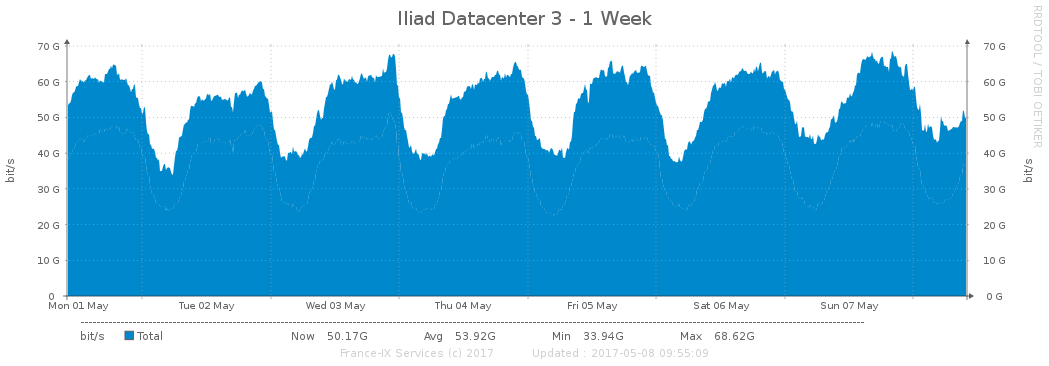 Iliad Datacenter 3 - 1 Week
RRDTOOL / TOBI OETIKER
70 G 70 G
60 G 60 G
50 G 50 G
40 G 40 G
30 G 30 G
20 G 20 G
10 G 10 G
0 0 G
bit/s bit/s
Mon 01 May Tue 02 May Wed 03 May Thu 04 May Fri 05 May Sat 06 May Sun 07 May
bit/s Total Now 50.17G Avg 53.92G Min 33.94G Max 68.62G
France-IX Services (c) 2017 Updated : 2017-05-08 09:55:09